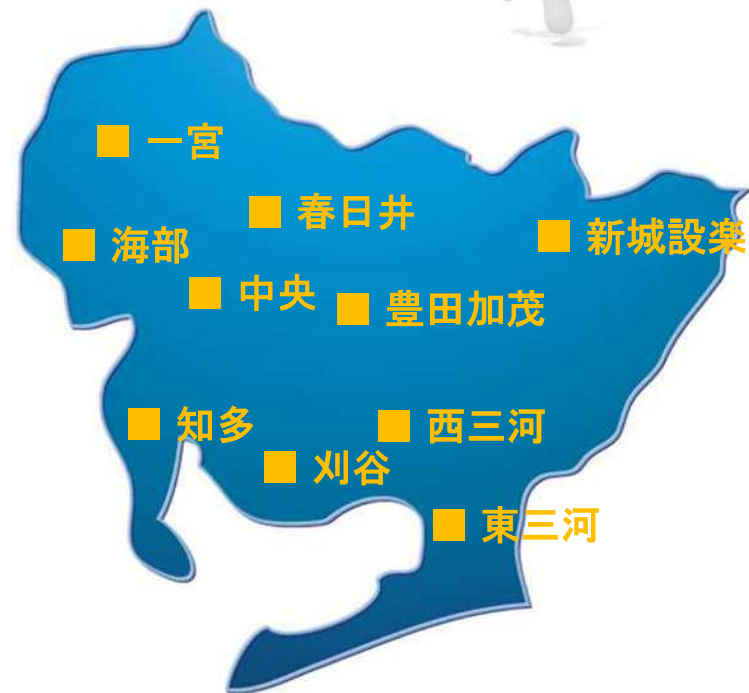 一宮
春日井
海部
新城設楽
中央
豊田加茂
知多
西三河
刈谷
東三河